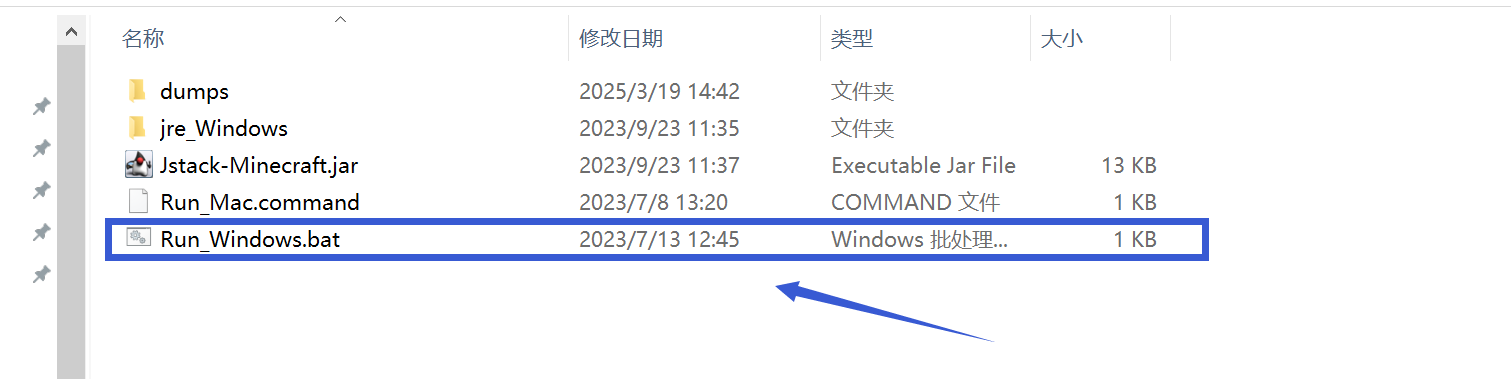 名称 修改日期 类型 大小
dumps 2025/3/19 14:42 文件夹
jre_Windows 2023/9/23 11:35 文件夹
Jstack-Minecraft.jar 2023/9/23 11:37 Executable Jar File 13 KB
Run_Mac.command 2023/7/8 13:20 COMMAND 文件 1 KB
Run_Windows.bat 2023/7/13 12:45 Windows 批处理... 1 KB